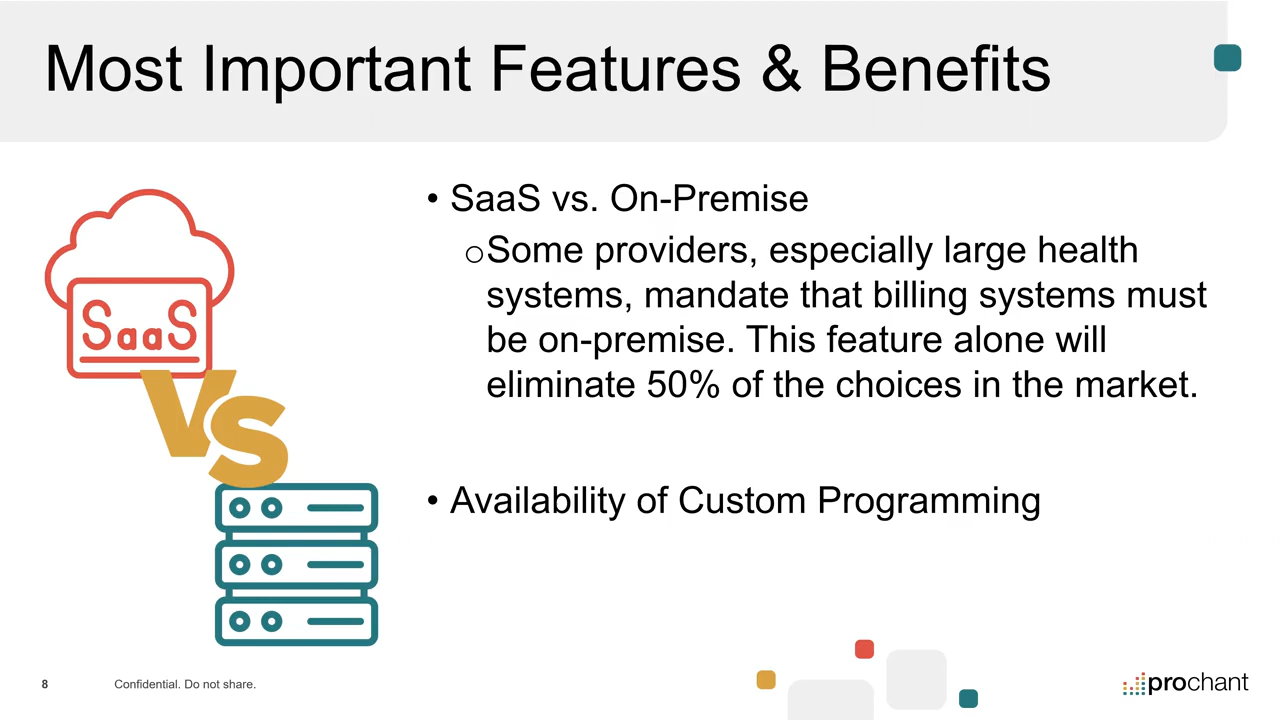 Most Important Features & Benefits
SaaS
VS
• SaaS vs. On-Premise
oSome providers, especially large health
systems, mandate that billing systems must
be on-premise. This feature alone will
eliminate 50% of the choices in the market.
• Availability of Custom Programming
8
Confidential. Do not share.
prochant